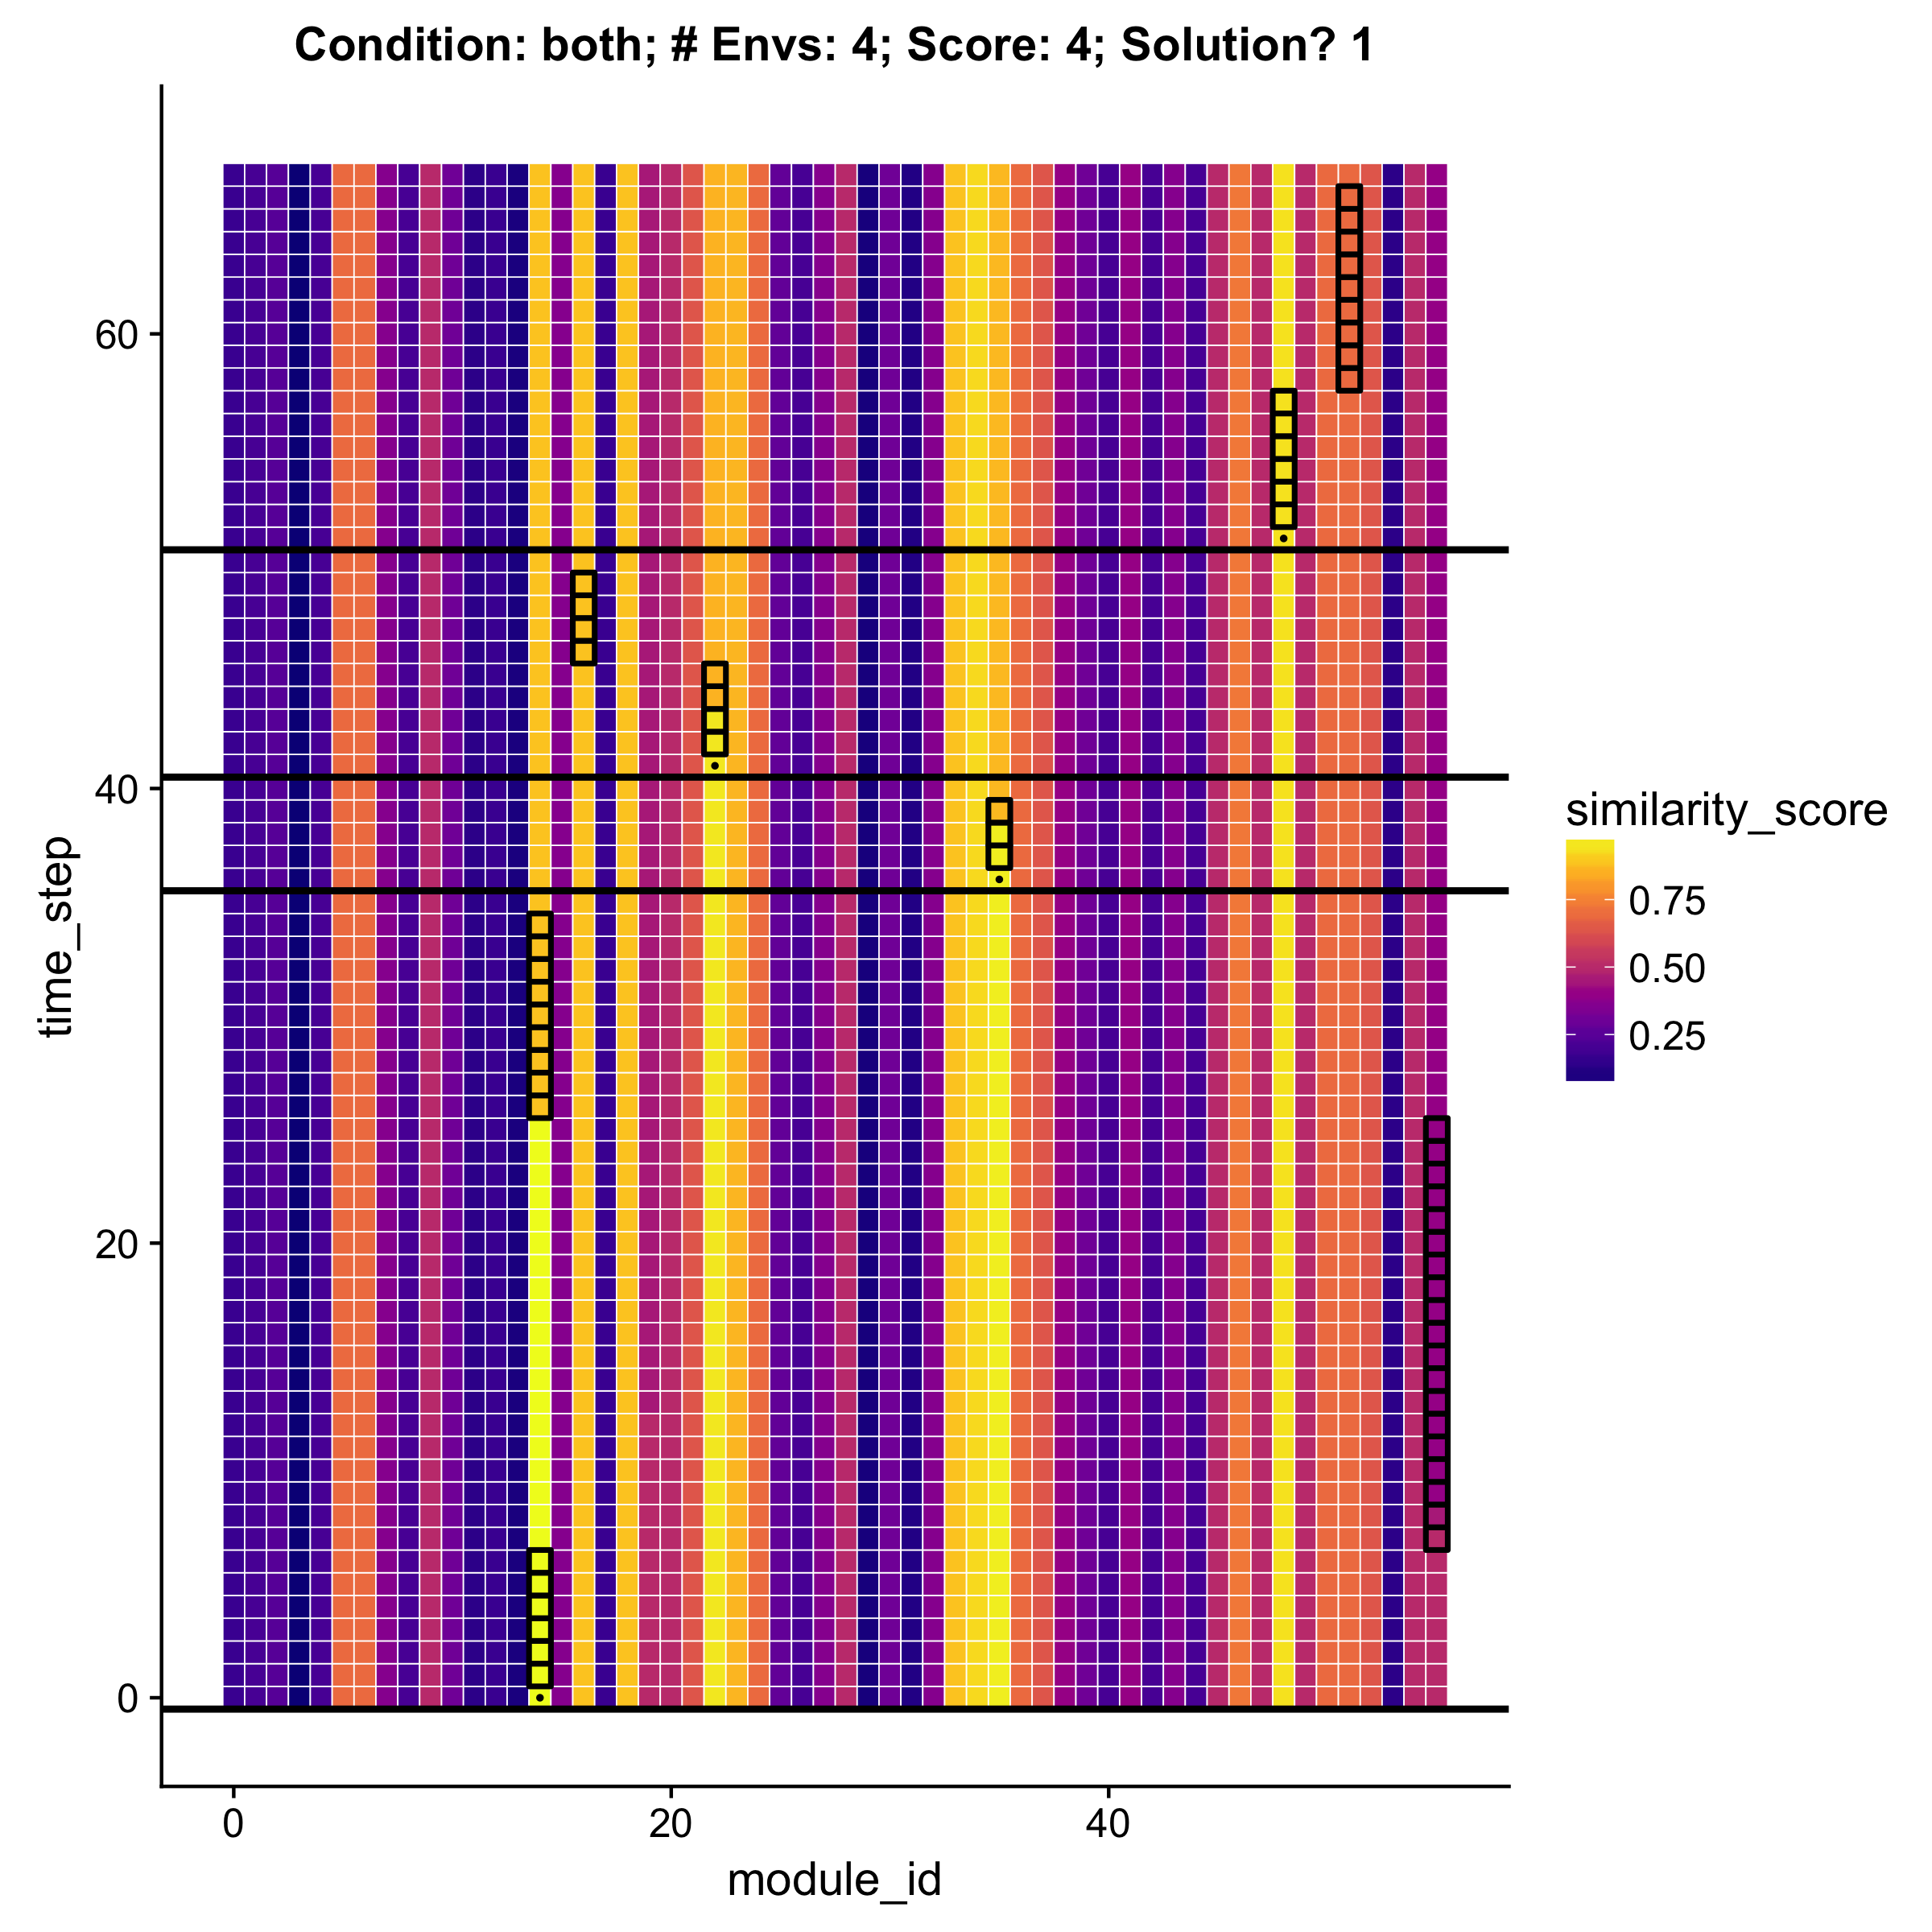 Condition: both; # Envs: 4; Score: 4; Solution? 1
time_step
60
40
20
0
0
20
40
module_id
similarity_score
0.75
0.50
0.25